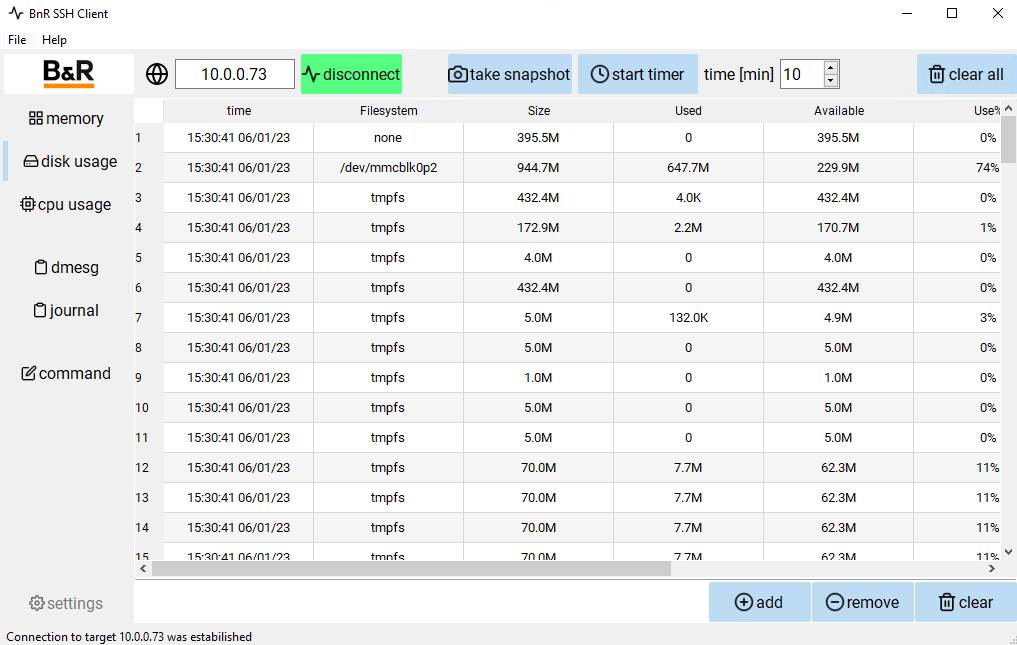 BnR SSH Client
File Help
B&R 10.0.0.73 disconnect take snapshot start timer time [min] 10 clear all
memory
disk usage
cpu usage
dmesg
journal
command
settings
time Filesystem Size Used Available Use%
1 15:30:41 06/01/23 none 395.5M 0 395.5M 0%
2 15:30:41 06/01/23 /dev/mmcblk0p2 944.7M 647.7M 229.9M 74%
3 15:30:41 06/01/23 tmpfs 432.4M 4.0K 432.4M 0%
4 15:30:41 06/01/23 tmpfs 172.9M 2.2M 170.7M 1%
5 15:30:41 06/01/23 tmpfs 4.0M 0 4.0M 0%
6 15:30:41 06/01/23 tmpfs 432.4M 0 432.4M 0%
7 15:30:41 06/01/23 tmpfs 5.0M 132.0K 4.9M 3%
8 15:30:41 06/01/23 tmpfs 5.0M 0 5.0M 0%
9 15:30:41 06/01/23 tmpfs 1.0M 0 1.0M 0%
10 15:30:41 06/01/23 tmpfs 5.0M 0 5.0M 0%
11 15:30:41 06/01/23 tmpfs 5.0M 0 5.0M 0%
12 15:30:41 06/01/23 tmpfs 70.0M 7.7M 62.3M 11%
13 15:30:41 06/01/23 tmpfs 70.0M 7.7M 62.3M 11%
14 15:30:41 06/01/23 tmpfs 70.0M 7.7M 62.3M 11%
15 15:30:41 06/01/23 tmpfs 70.0M 7.7M 62.3M 11%
add remove clear
Connection to target 10.0.0.73 was estabilished